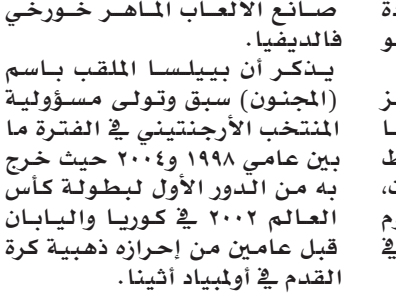 صانع الالعاب الماهر خورخي
فالديفيا.
يذكر أن بييلسا الملقب باسم
(المجنون) سبق وتولى مسؤولية
المنتخب الأرجنتيني في الفترة ما
بين عامي ١٩٩٨ و٢٠٠٤ حيث خرج
به من الدور الأول لبطولة كأس
العالم ٢٠٠٢ في كوريا واليابان
قبل عامين من إحرازه ذهبية كرة
القدم في أولمبياد أثينا.